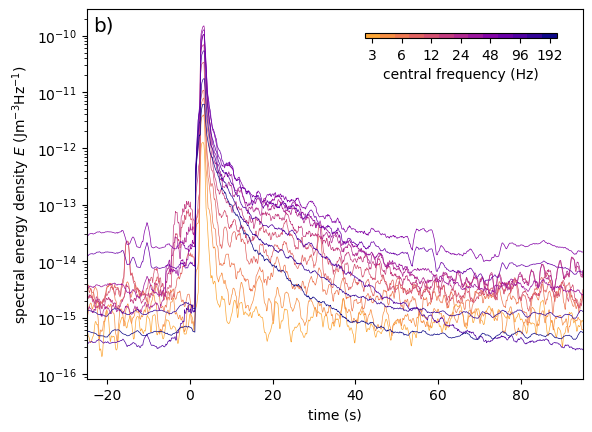 b)
3 6 12 24 48 96 192
central frequency (Hz)
spectral energy density E (Jm⁻³Hz⁻¹)
10⁻¹⁰
10⁻¹¹
10⁻¹²
10⁻¹³
10⁻¹⁴
10⁻¹⁵
10⁻¹⁶
−20 0 20 40 60 80
time (s)